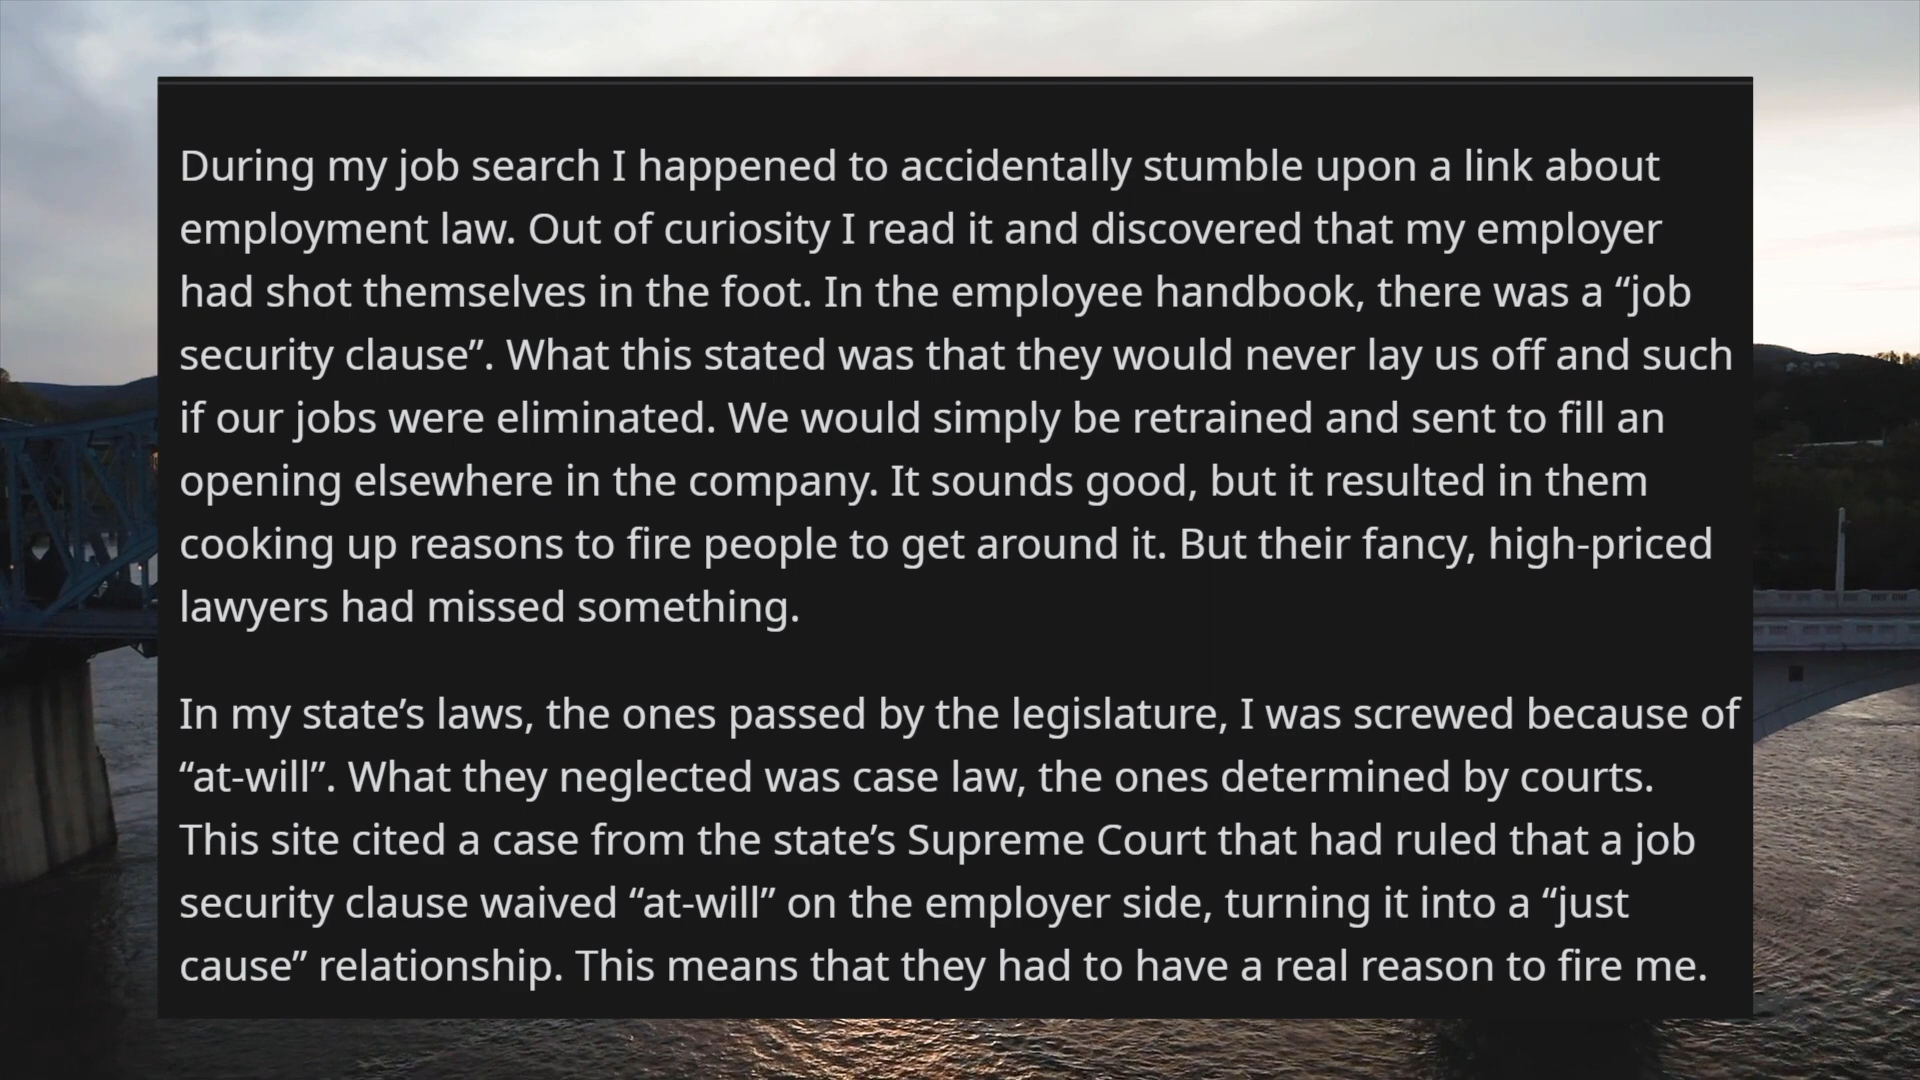 During my job search I happened to accidentally stumble upon a link about
employment law. Out of curiosity I read it and discovered that my employer
had shot themselves in the foot. In the employee handbook, there was a “job
security clause”. What this stated was that they would never lay us off and such
if our jobs were eliminated. We would simply be retrained and sent to fill an
opening elsewhere in the company. It sounds good, but it resulted in them
cooking up reasons to fire people to get around it. But their fancy, high-priced
lawyers had missed something.
In my state’s laws, the ones passed by the legislature, I was screwed because of
“at-will”. What they neglected was case law, the ones determined by courts.
This site cited a case from the state’s Supreme Court that had ruled that a job
security clause waived “at-will” on the employer side, turning it into a “just
cause” relationship. This means that they had to have a real reason to fire me.